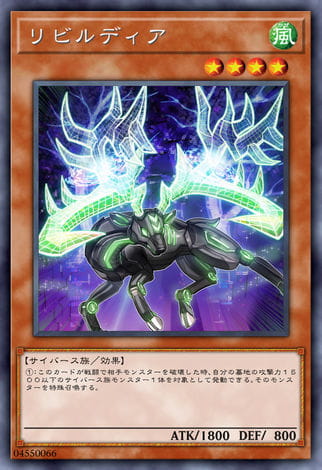 リビルディア
風
【サイバース族／効果】
①：このカードが戦闘で相手モンスターを破壊した時、自分の墓地の攻撃力１５
００以下のサイバース族モンスター１体を対象として発動できる。そのモンス
ターを特殊召喚する。
ATK/1800 DEF/ 800
04550066